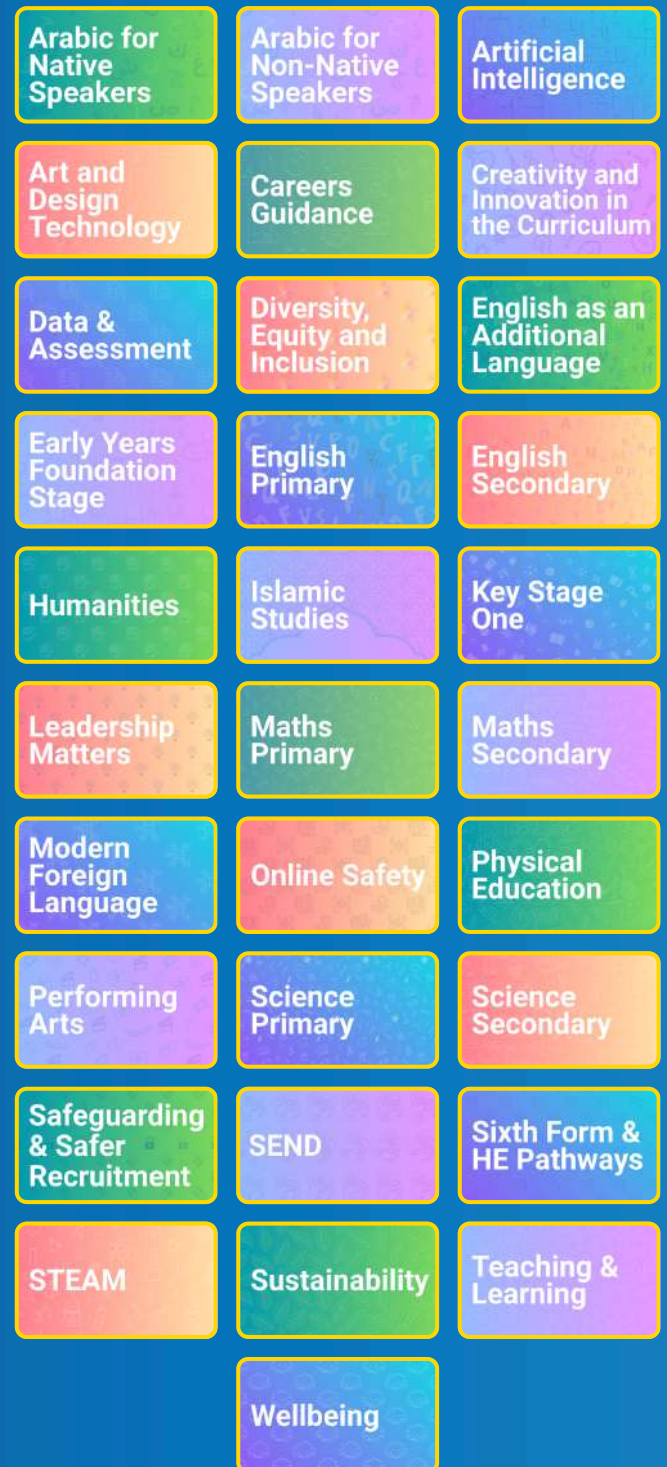 Arabic for
Native
Speakers
Arabic for
Non-Native
Speakers
Artificial
Intelligence
Art and
Design
Technology
Careers
Guidance
Creativity and
Innovation in
the Curriculum
Data &
Assessment
Diversity,
Equity and
Inclusion
English as an
Additional
Language
Early Years
Foundation
Stage
English
Primary
English
Secondary
Humanities
Islamic
Studies
Key Stage
One
Leadership
Matters
Maths
Primary
Maths
Secondary
Modern
Foreign
Language
Online Safety
Physical
Education
Performing
Arts
Science
Primary
Science
Secondary
Safeguarding
& Safer
Recruitment
SEND
Sixth Form &
HE Pathways
STEAM
Sustainability
Teaching &
Learning
Wellbeing